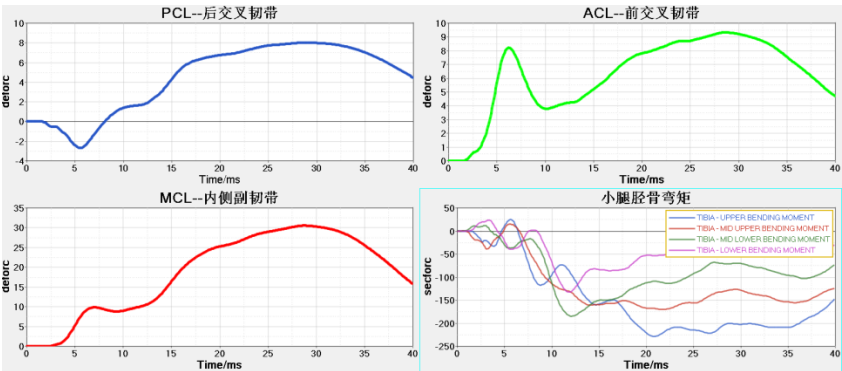 PCL--后交叉韧带
deforc
10
8
6
4
2
0
-2
-4
0 5 10 15 20 25 30 35 40
Time/ms
ACL--前交叉韧带
deforc
10
9
8
7
6
5
4
3
2
1
0
0 5 10 15 20 25 30 35 40
Time/ms
MCL--内侧副韧带
deforc
35
30
25
20
15
10
5
0
0 5 10 15 20 25 30 35 40
Time/ms
小腿胫骨弯矩
secforc
50
0
-50
-100
-150
-200
-250
TIBIA - UPPER BENDING MOMENT
TIBIA - MID UPPER BENDING MOMENT
TIBIA - MID LOWER BENDING MOMENT
TIBIA - LOWER BENDING MOMENT
0 5 10 15 20 25 30 35 40
Time/ms